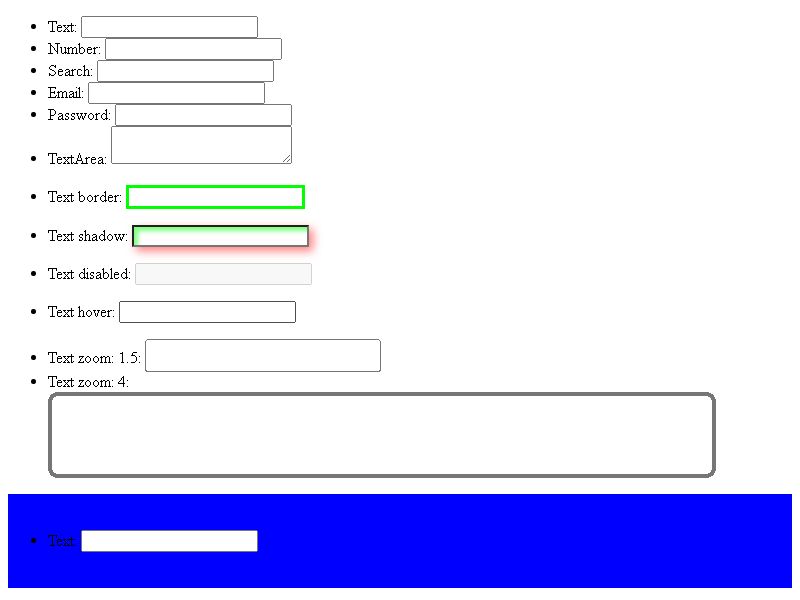 Text:
Number:
Search:
Email:
Password:
TextArea:
Text border:
Text shadow:
Text disabled:
Text hover:
Text zoom: 1.5:
Text zoom: 4:
Text: